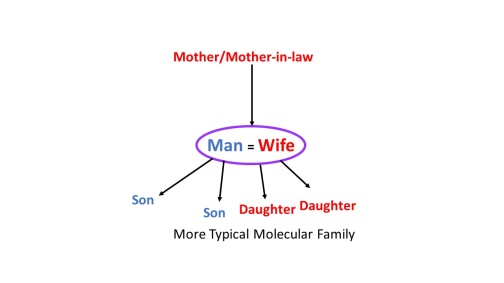 Mother/Mother-in-law
Man = Wife
Son
Son
Daughter
Daughter
More Typical Molecular Family